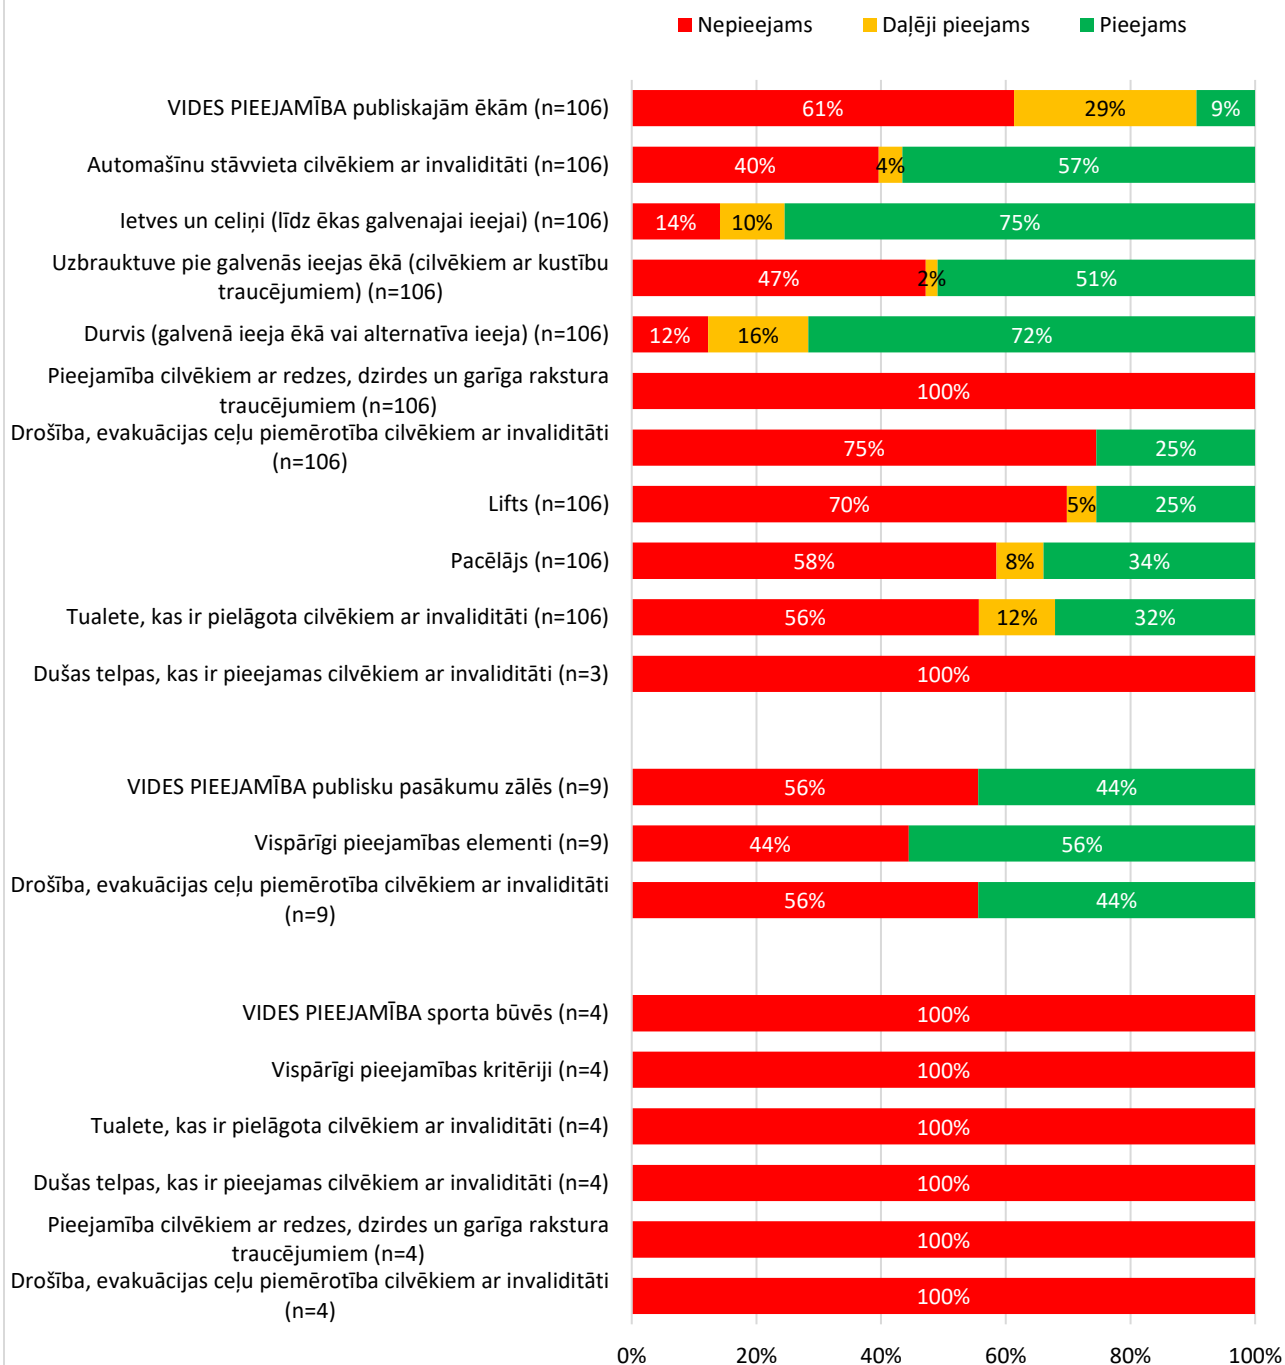 Nepieejams Daļēji pieejams Pieejams
VIDES PIEEJAMĪBA publiskajām ēkām (n=106) 61% 29% 9%
Automašīnu stāvvieta cilvēkiem ar invaliditāti (n=106) 40% 4% 57%
Ietves un celiņi (līdz ēkas galvenajai ieejai) (n=106) 14% 10% 75%
Uzbrauktuve pie galvenās ieejas ēkā (cilvēkiem ar kustību
traucējumiem) (n=106) 47% 2% 51%
Durvis (galvenā ieeja ēkā vai alternatīva ieeja) (n=106) 12% 16% 72%
Pieejamība cilvēkiem ar redzes, dzirdes un garīga rakstura
traucējumiem (n=106) 100%
Drošība, evakuācijas ceļu piemērotība cilvēkiem ar invaliditāti
(n=106) 75% 25%
Lifts (n=106) 70% 5% 25%
Pacēlājs (n=106) 58% 8% 34%
Tualete, kas ir pielāgota cilvēkiem ar invaliditāti (n=106) 56% 12% 32%
Dušas telpas, kas ir pieejamas cilvēkiem ar invaliditāti (n=3) 100%
VIDES PIEEJAMĪBA publisku pasākumu zālēs (n=9) 56% 44%
Vispārīgi pieejamības elementi (n=9) 44% 56%
Drošība, evakuācijas ceļu piemērotība cilvēkiem ar invaliditāti
(n=9) 56% 44%
VIDES PIEEJAMĪBA sporta būvēs (n=4) 100%
Vispārīgi pieejamības kritēriji (n=4) 100%
Tualete, kas ir pielāgota cilvēkiem ar invaliditāti (n=4) 100%
Dušas telpas, kas ir pieejamas cilvēkiem ar invaliditāti (n=4) 100%
Pieejamība cilvēkiem ar redzes, dzirdes un garīga rakstura
traucējumiem (n=4) 100%
Drošība, evakuācijas ceļu piemērotība cilvēkiem ar invaliditāti
(n=4) 100%
0% 20% 40% 60% 80% 100%